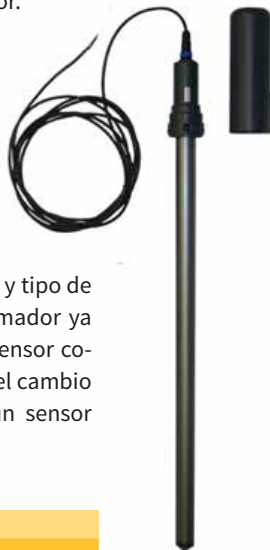 or.
y tipo de
mador ya
ensor co-
el cambio
un sensor